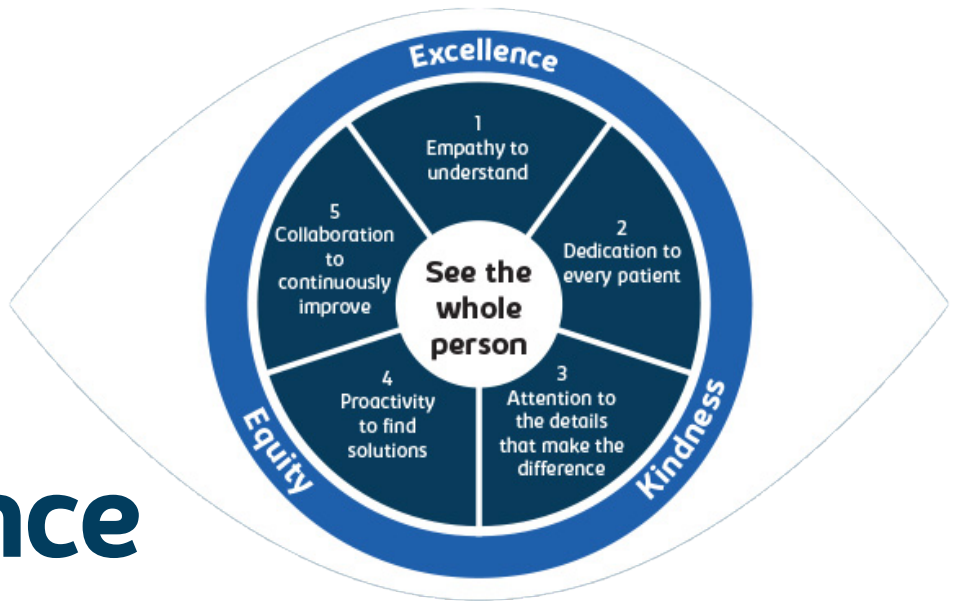 Excellence
1
Empathy to
understand
2
Dedication to
every patient
3
Attention to
the details
that make the
difference
4
Proactivity
to find
solutions
5
Collaboration
to
continuously
improve
See the
whole
person
Equity
Kindness
nce